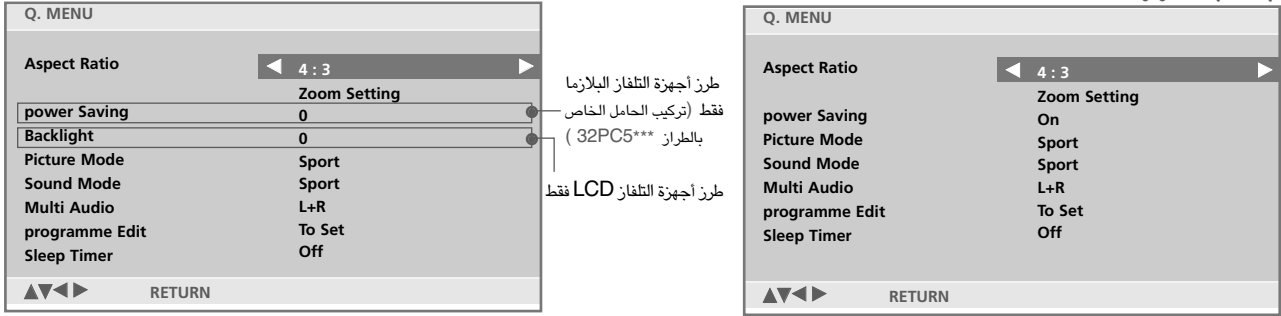 Q. MENU
Aspect Ratio
4 : 3
Zoom Setting
power Saving 0
Backlight 0
Picture Mode Sport
Sound Mode Sport
Multi Audio L+R
programme Edit To Set
Sleep Timer Off
RETURN
طرز أجهزة التلفاز البلازما
فقط (تركيب الحامل الخاص
بالطراز 32PC5*** )
طرز أجهزة التلفاز LCD فقط
Q. MENU
Aspect Ratio
4 : 3
Zoom Setting
power Saving On
Picture Mode Sport
Sound Mode Sport
Multi Audio L+R
programme Edit To Set
Sleep Timer Off
RETURN